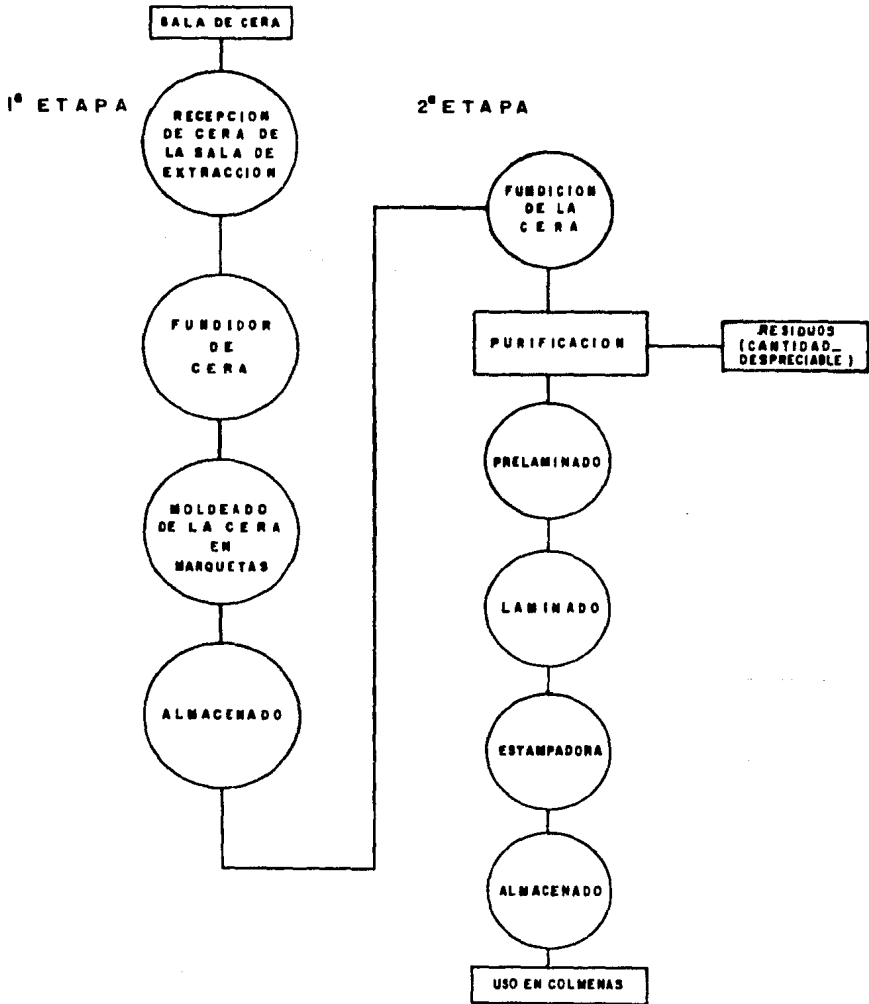 SALA DE CERA
1ª ETAPA
RECEPCION
DE CERA DE
LA SALA DE
EXTRACCION
FUNDIDOR
DE
CERA
MOLDEADO
DE LA CERA
EN
MARQUETAS
ALMACENADO
2ª ETAPA
FUNDICION
DE LA
CERA
PURIFICACION
RESIDUOS
(CANTIDAD_
DESPRECIABLE)
PRELAMINADO
LAMINADO
ESTAMPADORA
ALMACENADO
USO EN COLMENAS